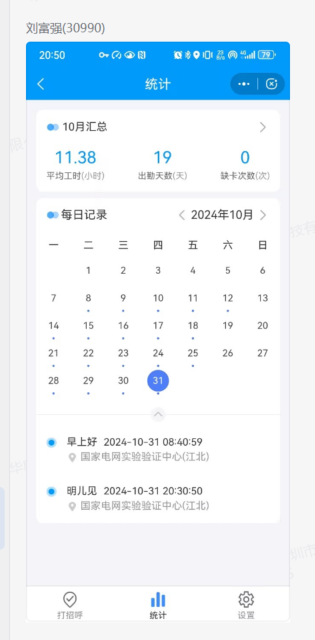 刘富强(30990)
20:50
79
统计
10月汇总
11.38 19 0
平均工时(小时) 出勤天数(天) 缺卡次数(次)
每日记录 2024年10月
一 二 三 四 五 六 日
1 2 3 4 5 6
7 8 9 10 11 12 13
14 15 16 17 18 19 20
21 22 23 24 25 26 27
28 29 30 31
早上好 2024-10-31 08:40:59
国家电网实验验证中心(江北)
明儿见 2024-10-31 20:30:50
国家电网实验验证中心(江北)
打招呼 统计 设置